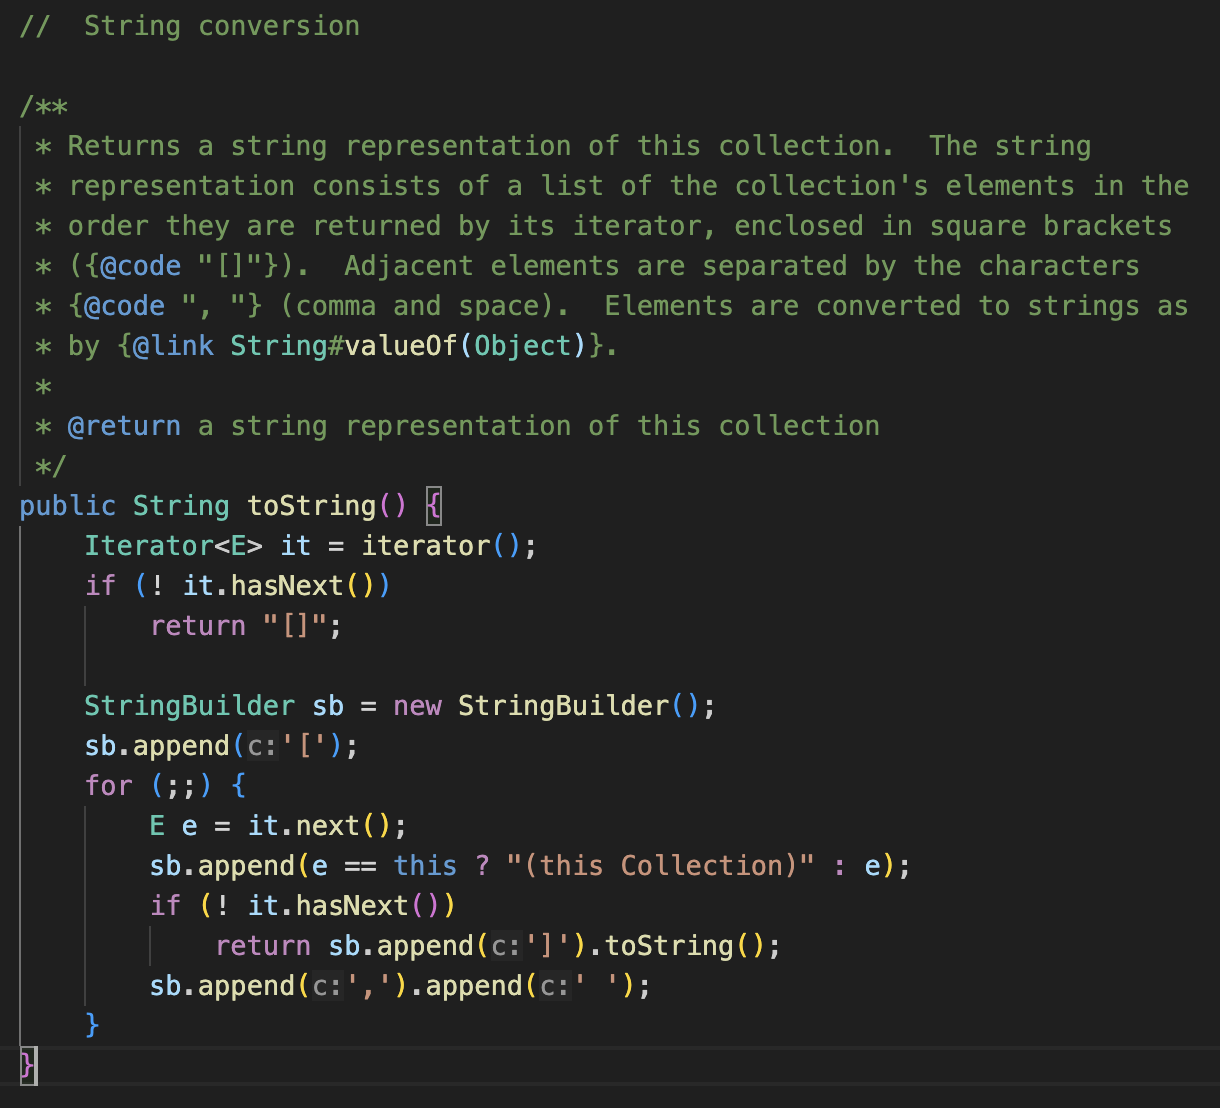 //  String conversion
/**
 * Returns a string representation of this collection.  The string
 * representation consists of a list of the collection's elements in the
 * order they are returned by its iterator, enclosed in square brackets
 * ({@code "[]"}).  Adjacent elements are separated by the characters
 * {@code ", "} (comma and space).  Elements are converted to strings as
 * by {@link String#valueOf(Object)}.
 *
 * @return a string representation of this collection
 */
public String toString() {
    Iterator<E> it = iterator();
    if (! it.hasNext())
        return "[]";
    StringBuilder sb = new StringBuilder();
    sb.append(c:'[');
    for (;;) {
        E e = it.next();
        sb.append(e == this ? "(this Collection)" : e);
        if (! it.hasNext())
            return sb.append(c:']').toString();
        sb.append(c:',').append(c:' ');
    }
}